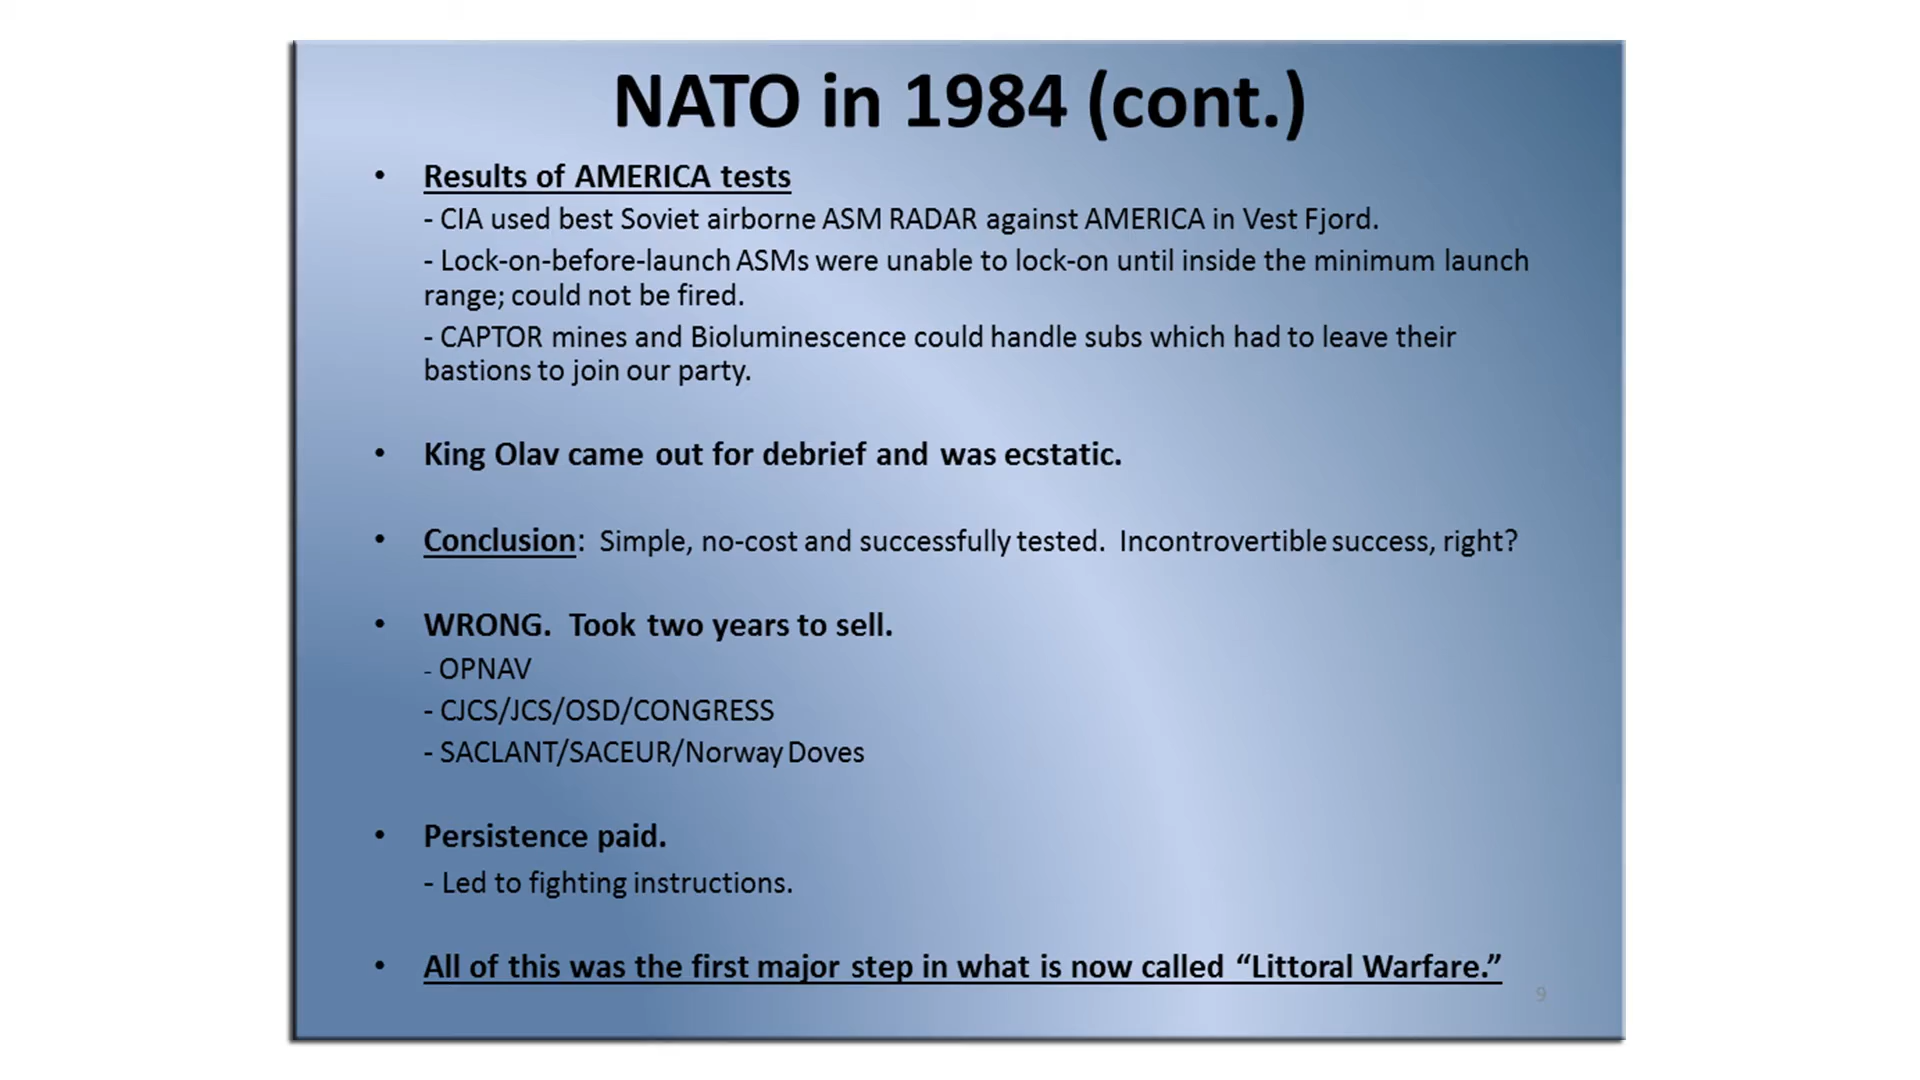 NATO in 1984 (cont.)
• Results of AMERICA tests
- CIA used best Soviet airborne ASM RADAR against AMERICA in Vest Fjord.
- Lock-on-before-launch ASMs were unable to lock-on until inside the minimum launch
range; could not be fired.
- CAPTOR mines and Bioluminescence could handle subs which had to leave their
bastions to join our party.
• King Olav came out for debrief and was ecstatic.
• Conclusion: Simple, no-cost and successfully tested. Incontrovertible success, right?
• WRONG. Took two years to sell.
- OPNAV
- CJCS/JCS/OSD/CONGRESS
- SACLANT/SACEUR/Norway Doves
• Persistence paid.
- Led to fighting instructions.
• All of this was the first major step in what is now called “Littoral Warfare.”
9